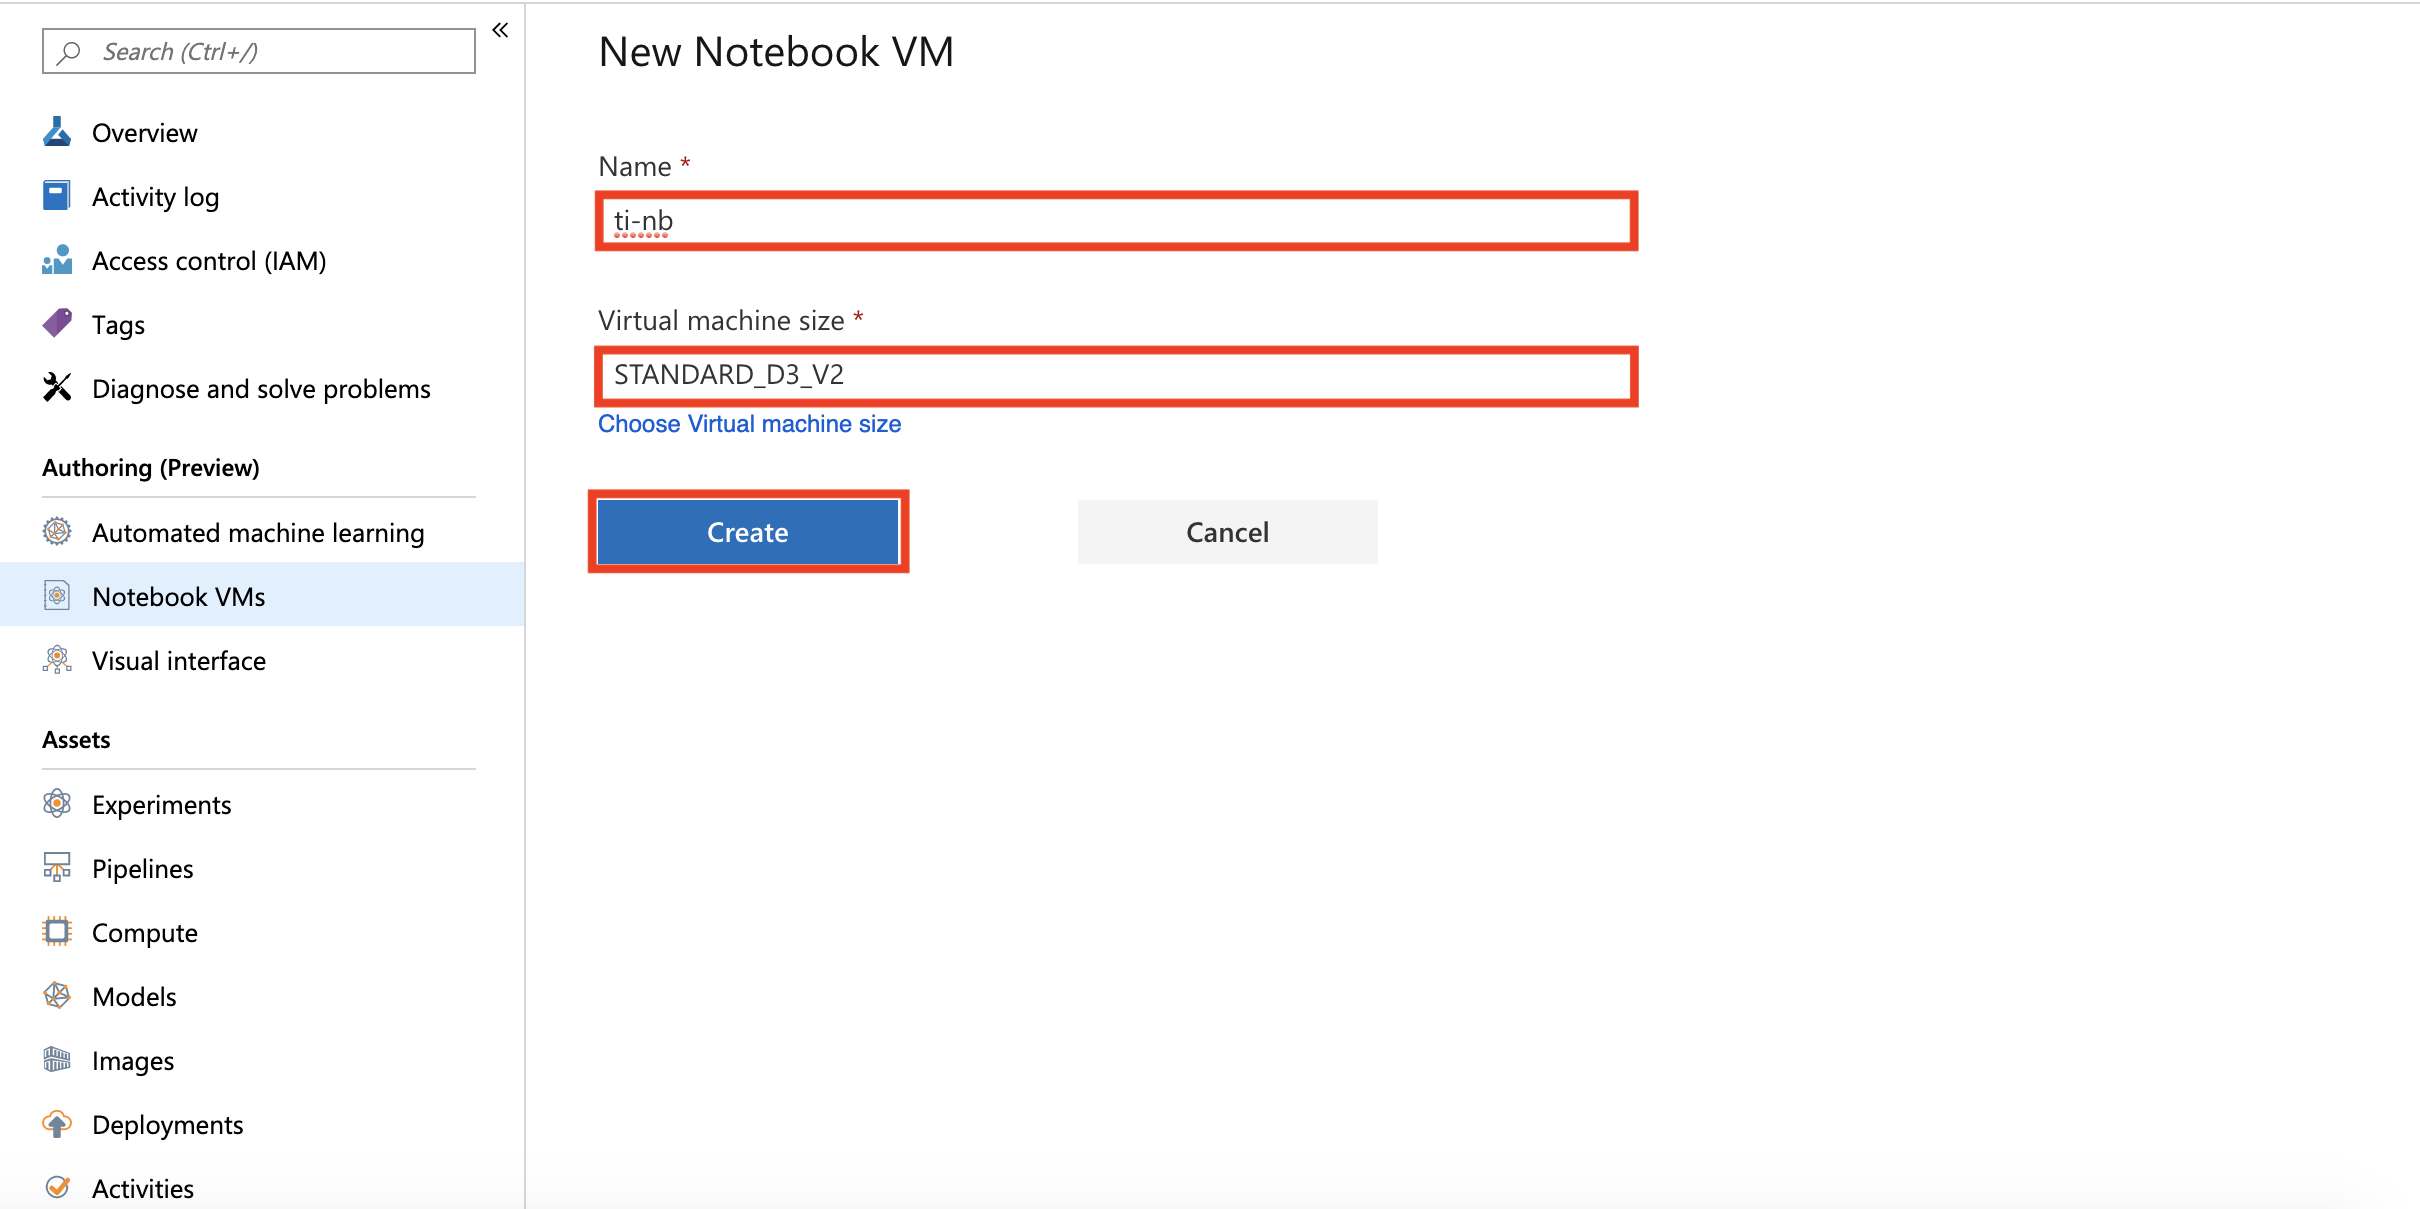 Search (Ctrl+/)
«
Overview
Activity log
Access control (IAM)
Tags
Diagnose and solve problems
Authoring (Preview)
Automated machine learning
Notebook VMs
Visual interface
Assets
Experiments
Pipelines
Compute
Models
Images
Deployments
Activities
New Notebook VM
Name *
ti-nb
Virtual machine size *
STANDARD_D3_V2
Choose Virtual machine size
Create
Cancel